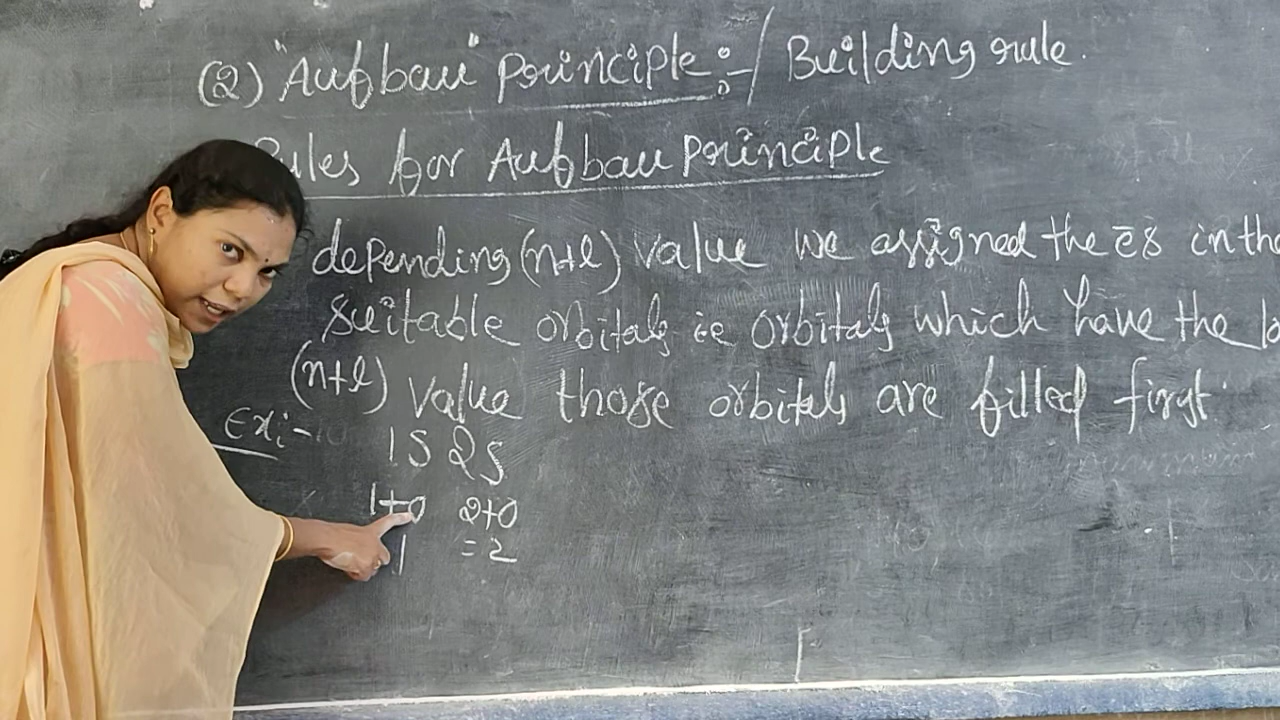 (2) "Aufbau" principle :- / Building rule.
Rules for Aufbau principle
depending (n+l) value we assigned the ēs in the
suitable orbitals ie orbitals which have the
(n+l) value those orbitals are filled first.
Ex:- 1S 2S
1+0 2+0
1 =2